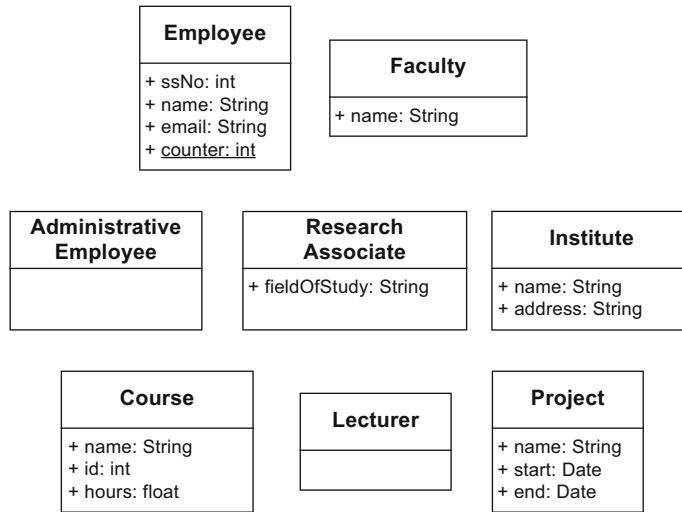 Employee
+ ssNo: int
+ name: String
+ email: String
+ counter: int
Faculty
+ name: String
Administrative
Employee
Research
Associate
+ fieldOfStudy: String
Institute
+ name: String
+ address: String
Course
+ name: String
+ id: int
+ hours: float
Lecturer
Project
+ name: String
+ start: Date
+ end: Date